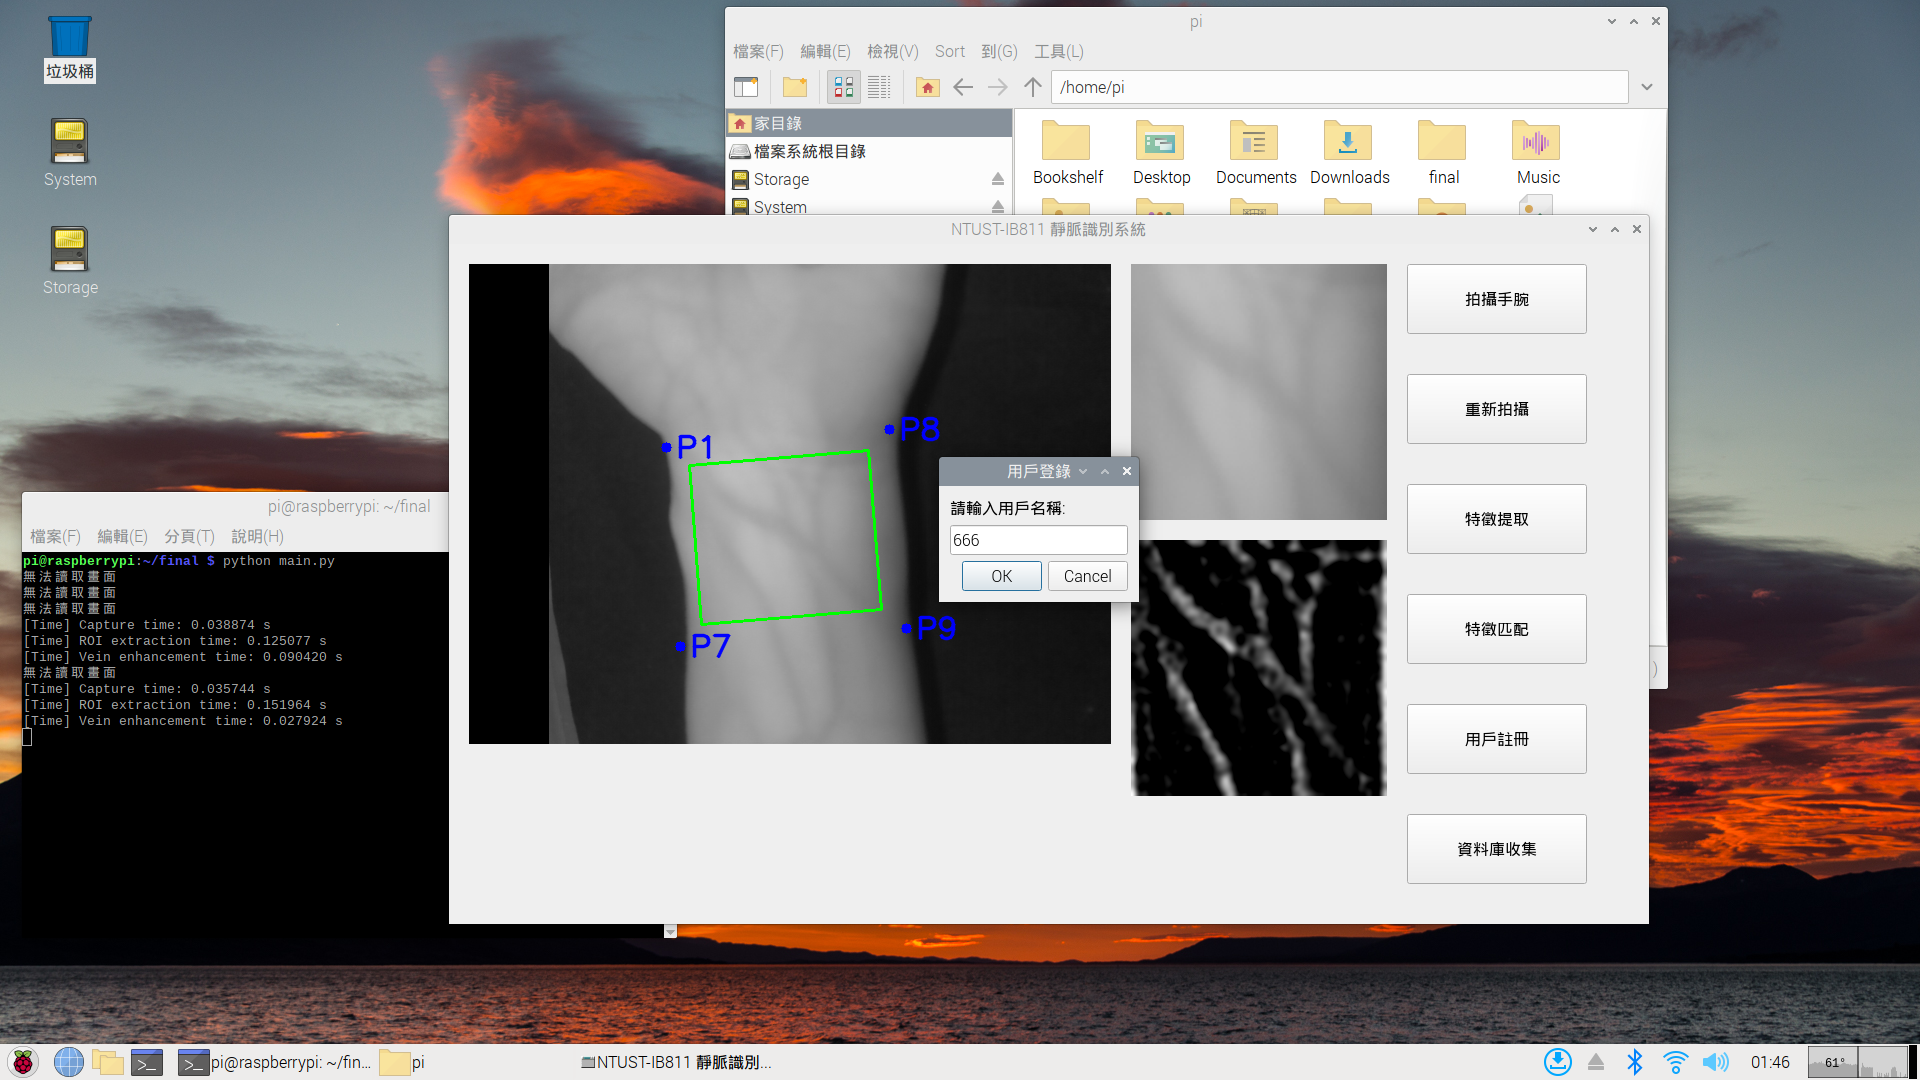 垃圾桶
System
Storage
pi
檔案(F) 編輯(E) 檢視(V) Sort 到(G) 工具(L)
/home/pi
家目錄
檔案系統根目錄
Storage
System
Bookshelf Desktop Documents Downloads final Music
NTUST-IB811 靜脈識別系統
P1
P8
P7
P9
拍攝手腕
重新拍攝
特徵提取
特徵匹配
用戶註冊
資料庫收集
用戶登錄
請輸入用戶名稱:
666
OK Cancel
pi@raspberrypi: ~/final
檔案(F) 編輯(E) 分頁(T) 說明(H)
pi@raspberrypi:~/final $ python main.py
無法讀取畫面
無法讀取畫面
無法讀取畫面
[Time] Capture time: 0.038874 s
[Time] ROI extraction time: 0.125077 s
[Time] Vein enhancement time: 0.090420 s
無法讀取畫面
[Time] Capture time: 0.035744 s
[Time] ROI extraction time: 0.151964 s
[Time] Vein enhancement time: 0.027924 s
)
pi@raspberrypi: ~/fin... pi NTUST-IB811 靜脈識別... 01:46 61°